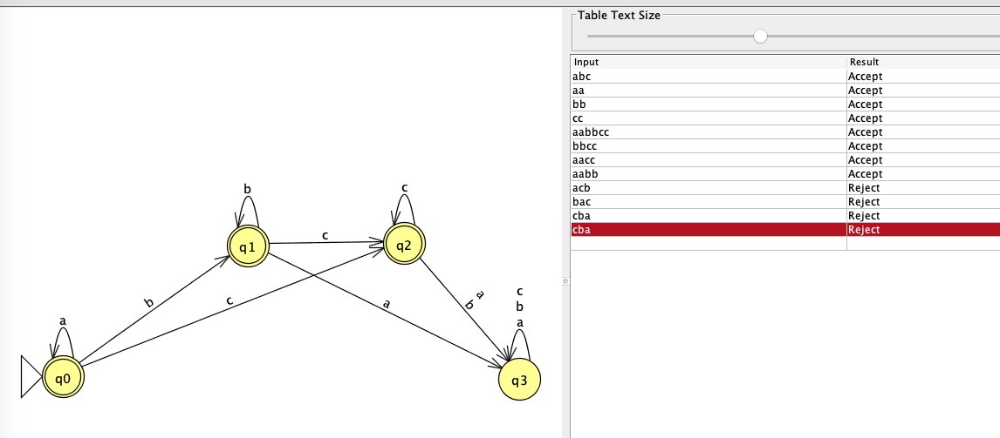 Table Text Size
Input Result
abc Accept
aa Accept
bb Accept
cc Accept
aabbcc Accept
bbcc Accept
aacc Accept
aabb Accept
acb Reject
bac Reject
cba Reject
cba Reject
b
c
q1
c
q2
b
c
a
a
b
c
b
a
a
q0
q3